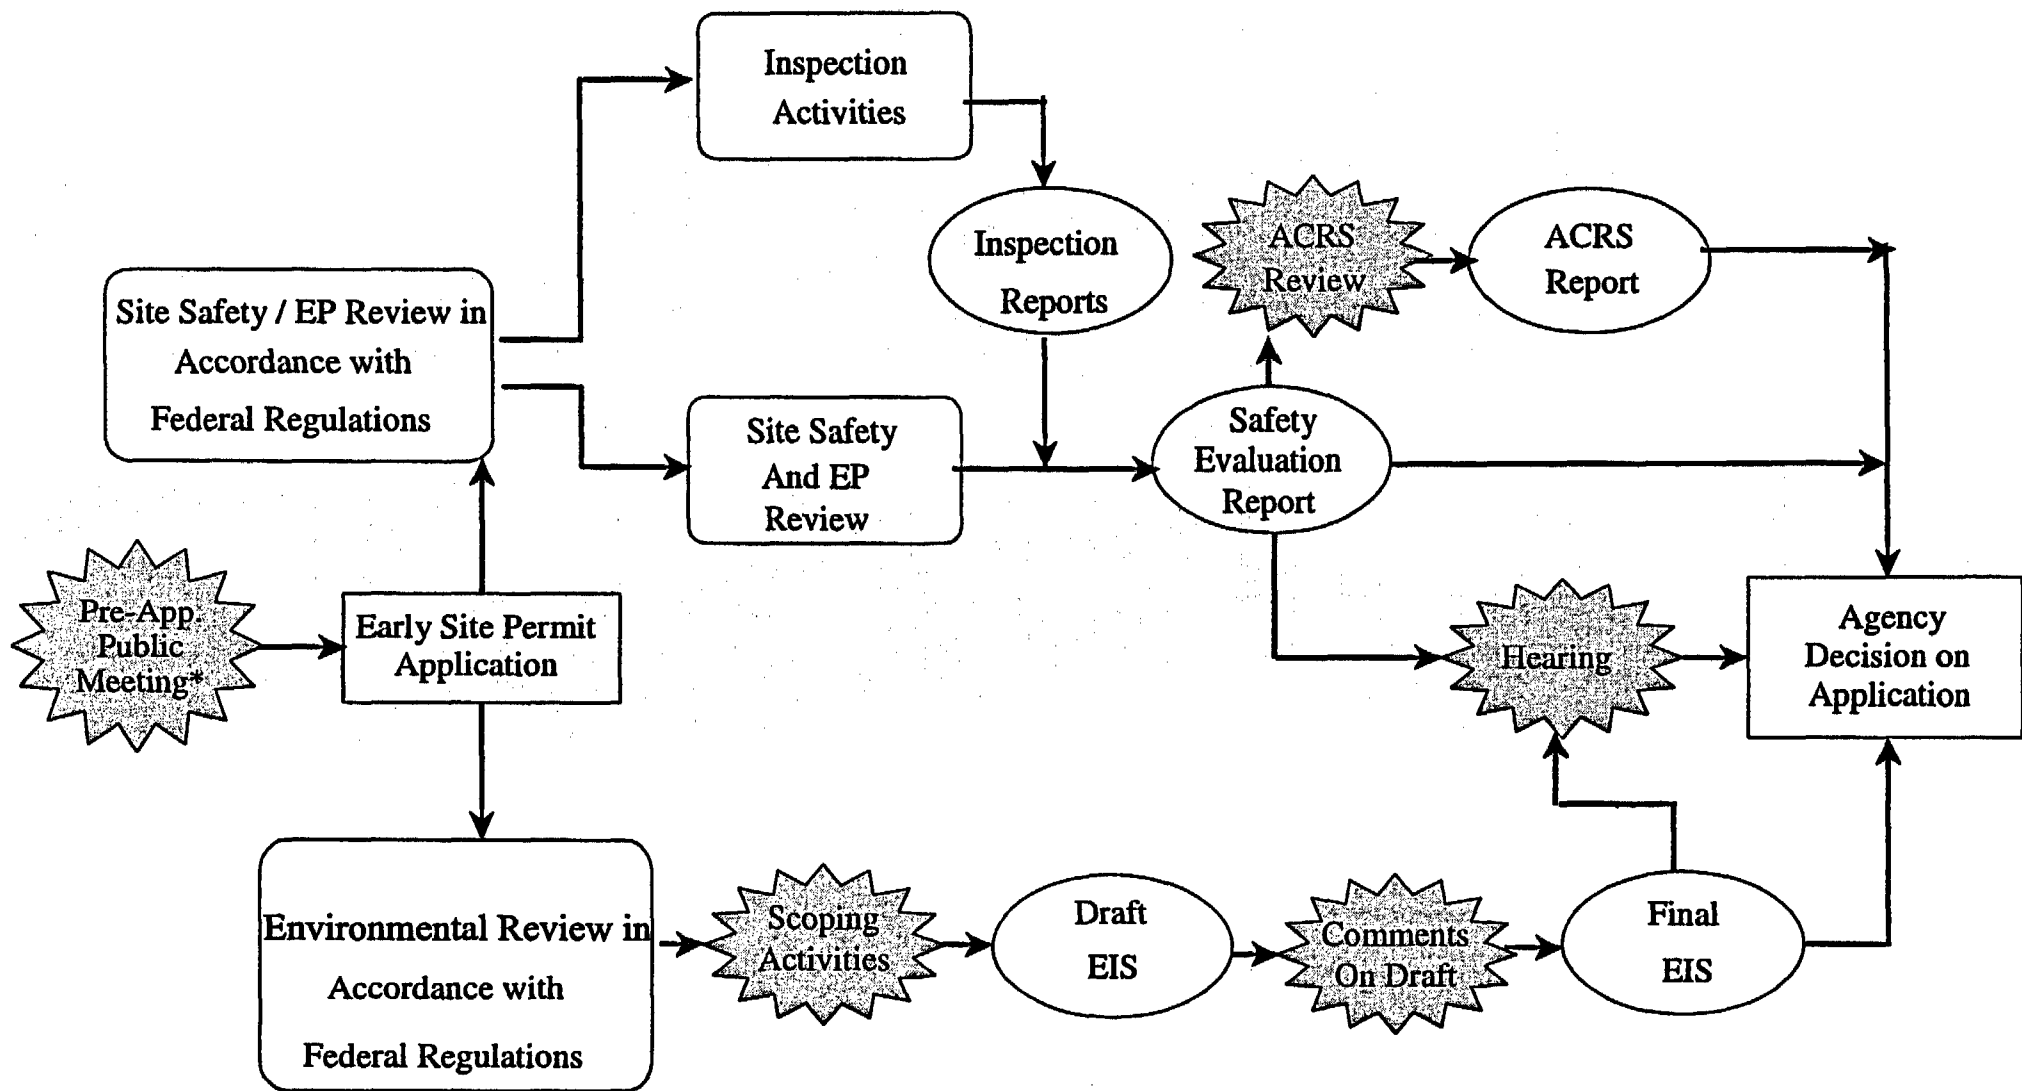 Inspection
Activities
Inspection
Reports
ACRS
Review
ACRS
Report
Site Safety / EP Review in
Accordance with
Federal Regulations
Site Safety
And EP
Review
Safety
Evaluation
Report
Pre-App.
Public
Meeting*
Early Site Permit
Application
Hearing
Agency
Decision on
Application
Environmental Review in
Accordance with
Federal Regulations
Scoping
Activities
Draft
EIS
Comments
On Draft
Final
EIS